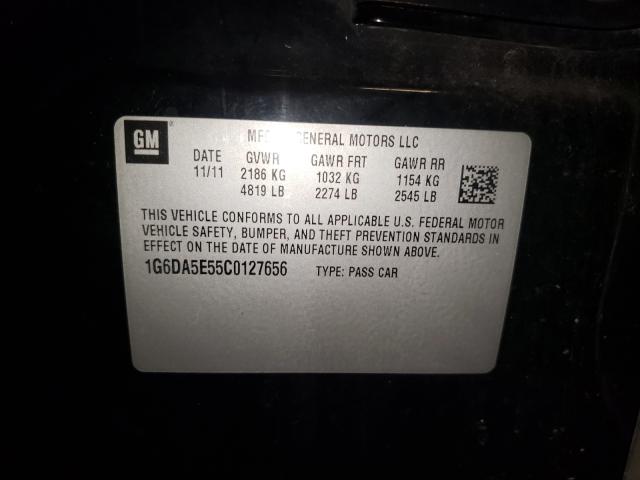 GM
MFD GENERAL MOTORS LLC
DATE GVWR GAWR FRT GAWR RR
11/11 2186 KG 1032 KG 1154 KG
4819 LB 2274 LB 2545 LB
THIS VEHICLE CONFORMS TO ALL APPLICABLE U.S. FEDERAL MOTOR
VEHICLE SAFETY, BUMPER, AND THEFT PREVENTION STANDARDS IN
EFFECT ON THE DATE OF MANUFACTURE SHOWN ABOVE.
1G6DA5E55C0127656 TYPE: PASS CAR